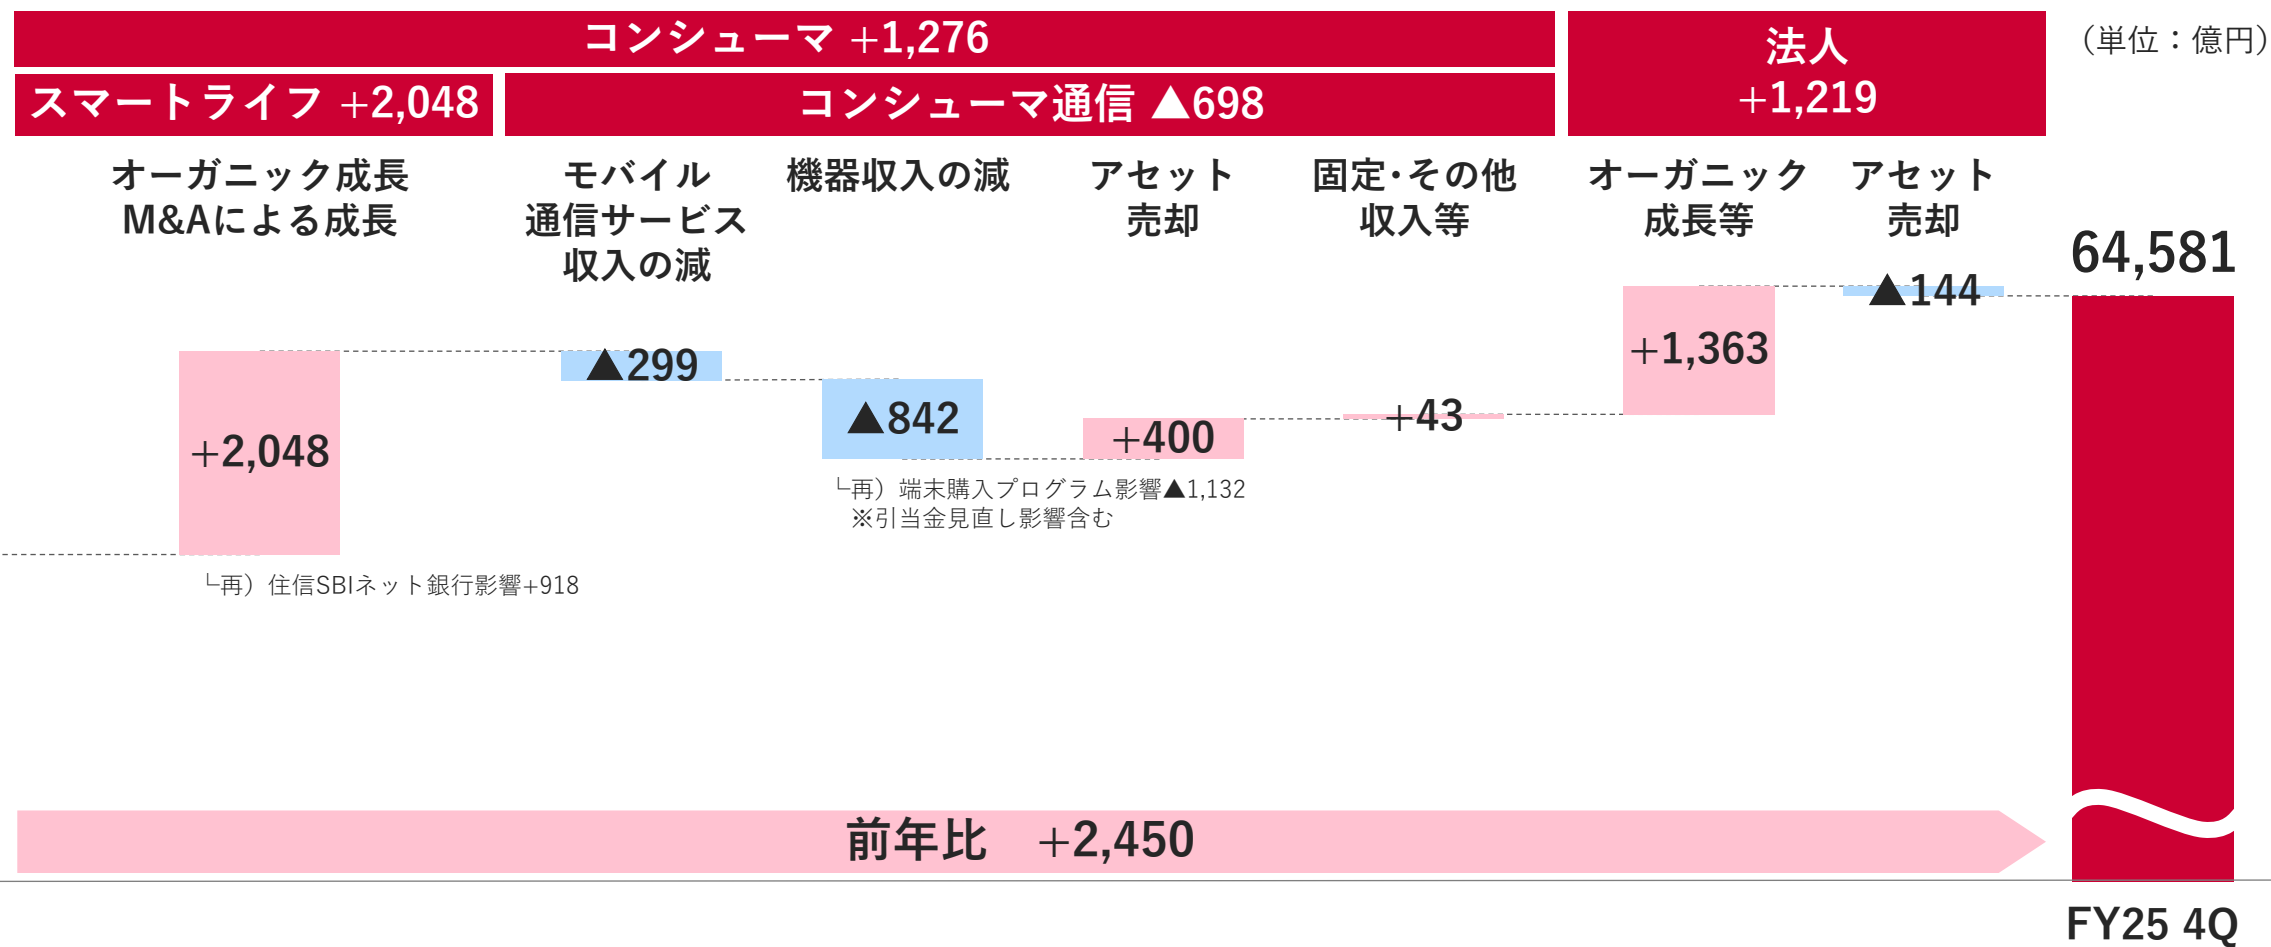 コンシューマ +1,276
法人
+1,219
（単位：億円）
スマートライフ +2,048
コンシューマ通信 ▲698
オーガニック成長
M&Aによる成長
モバイル
通信サービス
収入の減
機器収入の減
アセット
売却
固定･その他
収入等
オーガニック
成長等
アセット
売却
64,581
+2,048
▲299
▲842
+400
+43
+1,363
▲144
└再）端末購入プログラム影響▲1,132
※引当金見直し影響含む
└再）住信SBIネット銀行影響+918
前年比　+2,450
FY25 4Q